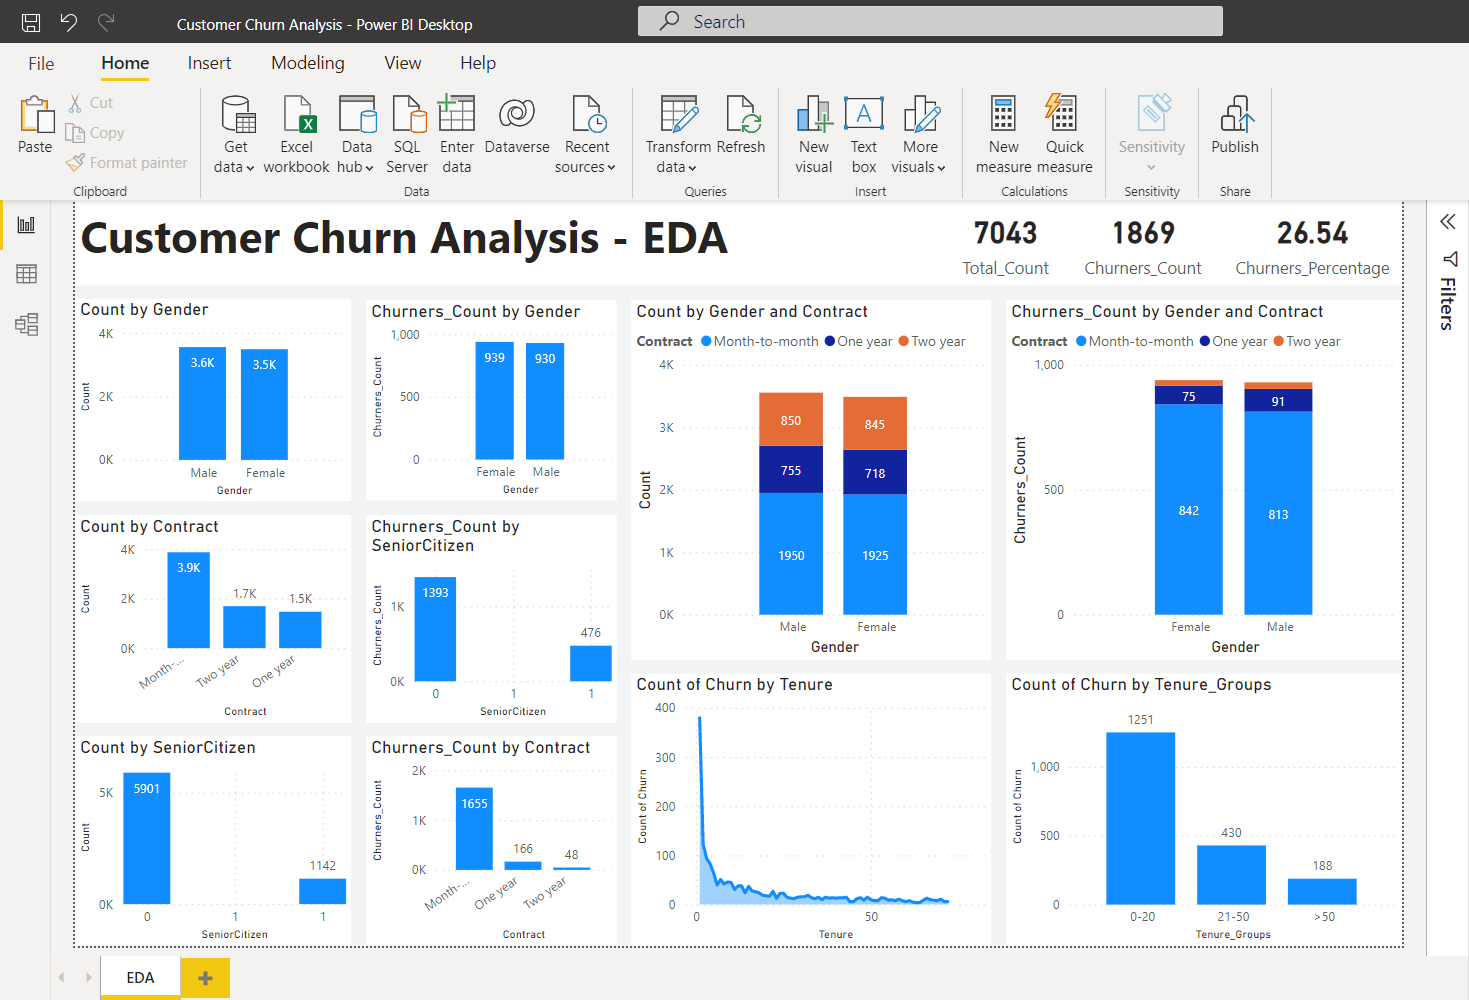 Customer Churn Analysis - Power BI Desktop
Search
File Home Insert Modeling View Help
Paste
Cut
Copy
Format painter
Clipboard
Get data
Excel workbook
Data hub
SQL Server
Enter data
Dataverse
Recent sources
Data
Transform data
Refresh
Queries
New visual
Text box
More visuals
Insert
New measure
Quick measure
Calculations
Sensitivity
Sensitivity
Publish
Share
Customer Churn Analysis - EDA
7043
Total_Count
1869
Churners_Count
26.54
Churners_Percentage
Filters
Count by Gender
4K
2K
0K
Count
3.6K
3.5K
Male Female
Gender
Churners_Count by Gender
1,000
500
0
Churners_Count
939
930
Female Male
Gender
Count by Gender and Contract
Contract Month-to-month One year Two year
4K
3K
2K
1K
0K
Count
850
845
755
718
1950
1925
Male Female
Gender
Churners_Count by Gender and Contract
Contract Month-to-month One year Two year
1,000
500
0
Churners_Count
75
91
842
813
Female Male
Gender
Count by Contract
4K
2K
0K
Count
3.9K
1.7K
1.5K
Month-... Two year One year
Contract
Churners_Count by
SeniorCitizen
1K
0K
Churners_Count
1393
476
0 1 1
SeniorCitizen
Count by SeniorCitizen
5K
0K
Count
5901
1142
0 1 1
SeniorCitizen
Churners_Count by Contract
2K
1K
0K
Churners_Count
1655
166
48
Month-... One year Two year
Contract
Count of Churn by Tenure
400
300
200
100
0
Count of Churn
0 50
Tenure
Count of Churn by Tenure_Groups
1,000
500
0
Count of Churn
1251
430
188
0-20 21-50 >50
Tenure_Groups
EDA